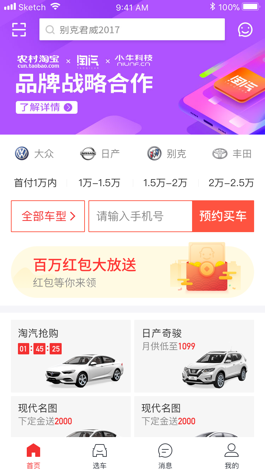 Sketch
9:41 AM
100%
别克君威2017
农村淘宝 × 淘汽 × 小牛科技
cun.taobao.com
品牌战略合作
淘汽
了解详情
大众 日产 别克 丰田
首付1万内 1万-1.5万 1.5万-2万 2万-2.5万
全部车型 请输入手机号 预约买车
百万红包大放送
红包等你来领
淘汽抢购 日产奇骏
01:45:25 月供低至1099
现代名图 现代名图
下定金送2000 下定金送2000
首页 选车 消息 我的